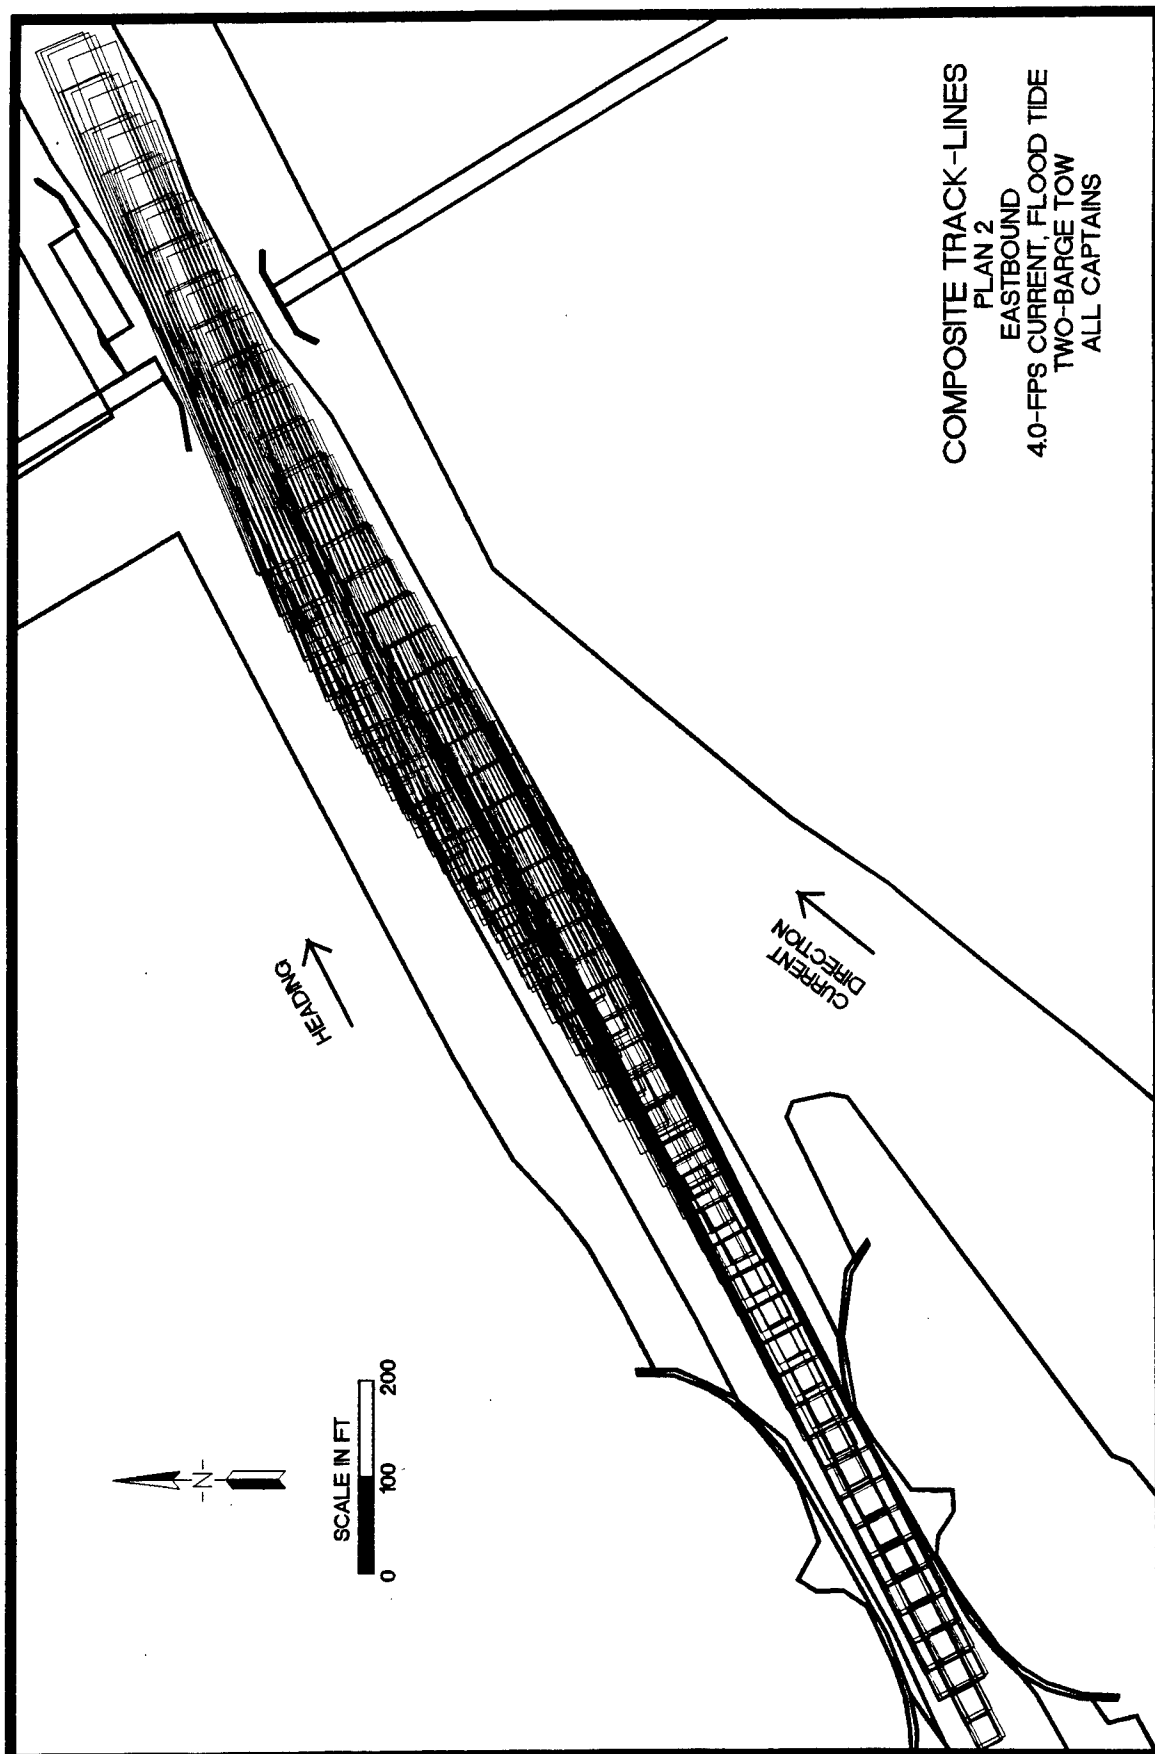 COMPOSITE TRACK-LINES
PLAN 2
EASTBOUND
4.0-FPS CURRENT, FLOOD TIDE
TWO-BARGE TOW
ALL CAPTAINS
HEADING
CURRENT
DIRECTION
-N-
SCALE IN FT
0 100 200